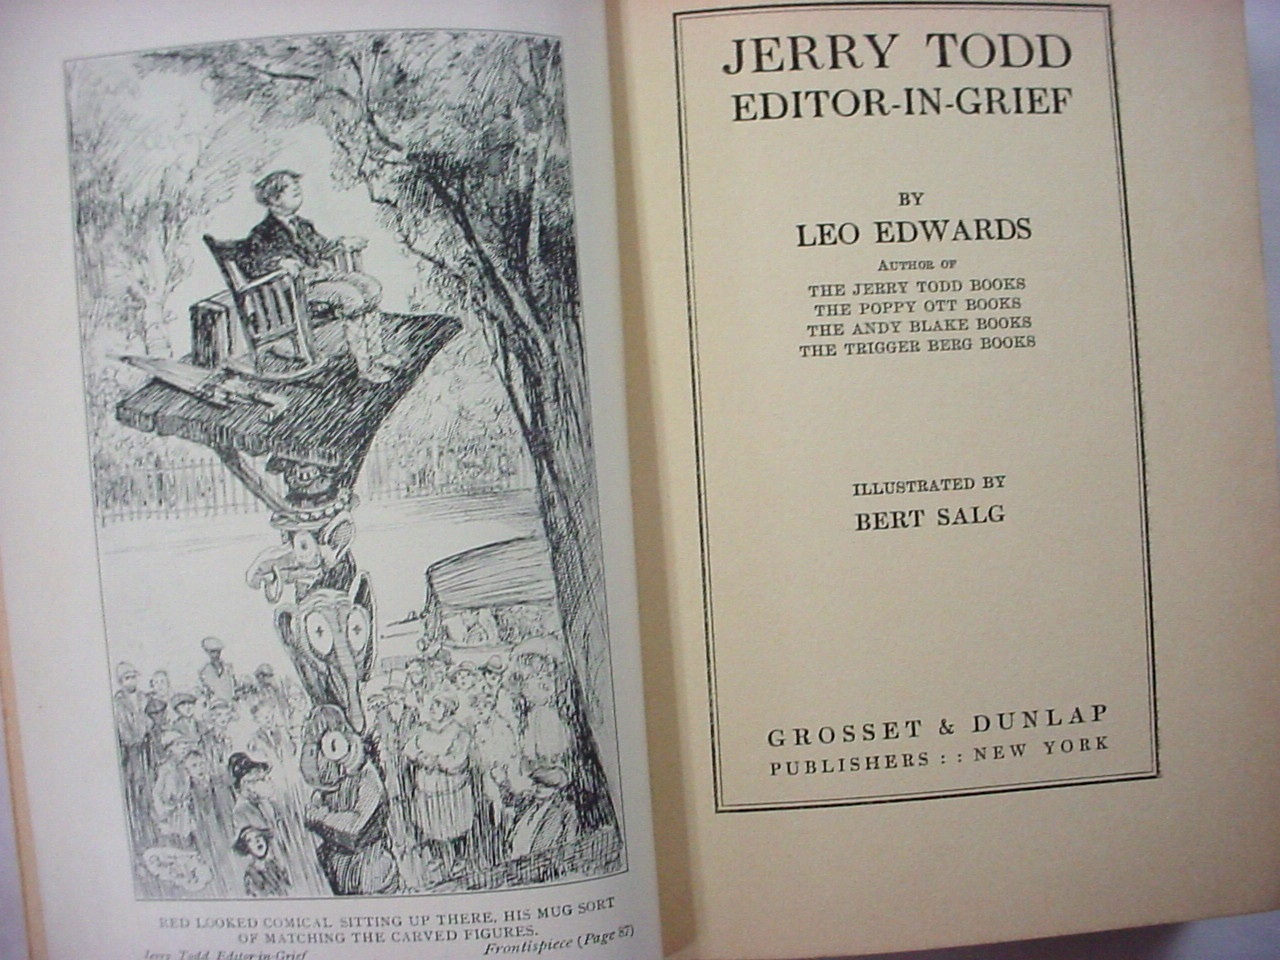 RED LOOKED COMICAL SITTING UP THERE, HIS MUG SORT
OF MATCHING THE CARVED FIGURES.
Jerry Todd Editor-in-Grief
Frontispiece (Page 87)
JERRY TODD
EDITOR-IN-GRIEF
BY
LEO EDWARDS
AUTHOR OF
THE JERRY TODD BOOKS
THE POPPY OTT BOOKS
THE ANDY BLAKE BOOKS
THE TRIGGER BERG BOOKS
ILLUSTRATED BY
BERT SALG
GROSSET & DUNLAP
PUBLISHERS : : NEW YORK